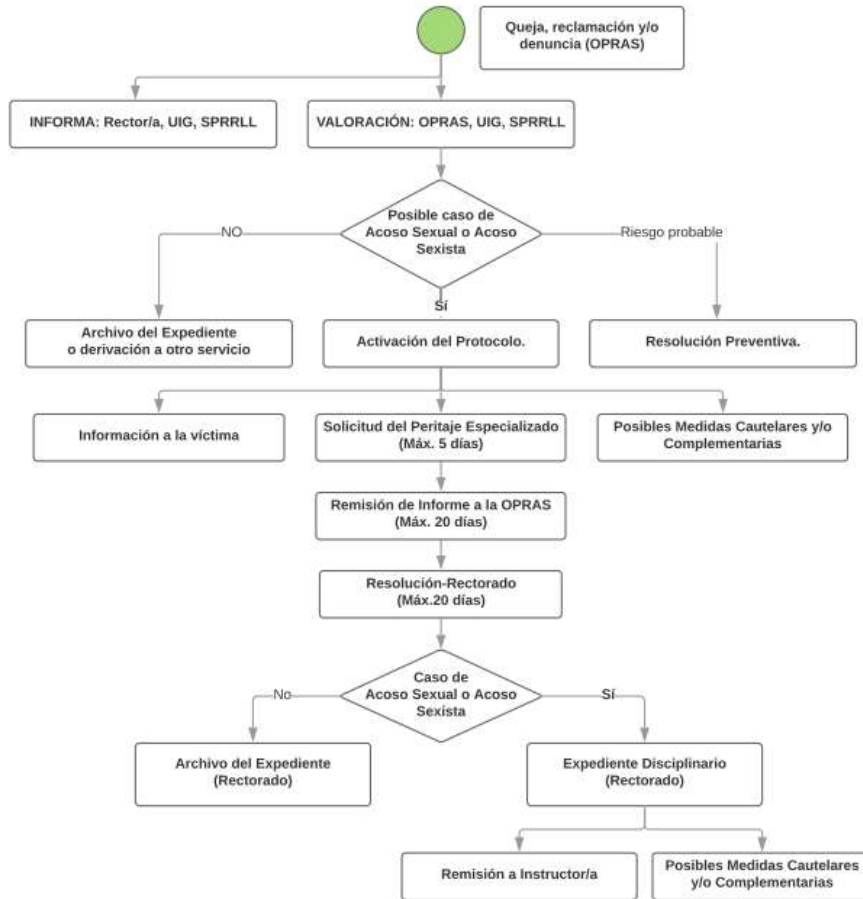 Queja, reclamación y/o
denuncia (OPRAS)
INFORMA: Rector/a, UIG, SPRRLL
VALORACIÓN: OPRAS, UIG, SPRRLL
Posible caso de
Acoso Sexual o Acoso
Sexista
NO
Riesgo probable
Sí
Archivo del Expediente
o derivación a otro servicio
Activación del Protocolo.
Resolución Preventiva.
Información a la víctima
Solicitud del Peritaje Especializado
(Máx. 5 días)
Posibles Medidas Cautelares y/o
Complementarias
Remisión de Informe a la OPRAS
(Máx. 20 días)
Resolución-Rectorado
(Máx.20 días)
Caso de
Acoso Sexual o Acoso
Sexista
No
Sí
Archivo del Expediente
(Rectorado)
Expediente Disciplinario
(Rectorado)
Remisión a Instructor/a
Posibles Medidas Cautelares
y/o Complementarias